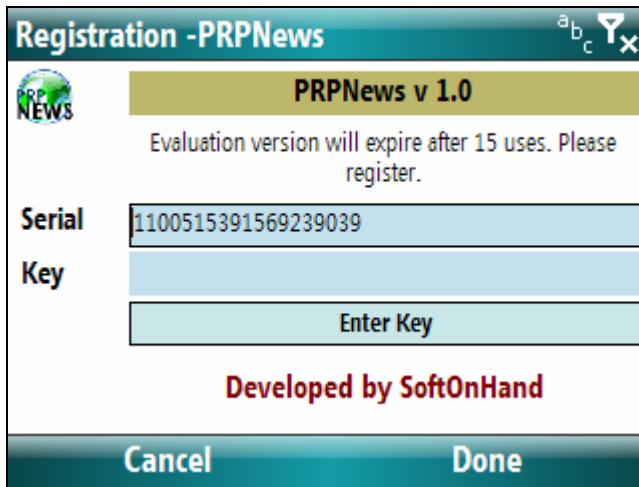 Registration -PRPNews
abc
PRP
NEWS
PRPNews v 1.0
Evaluation version will expire after 15 uses. Please
register.
Serial
1100515391569239039
Key
Enter Key
Developed by SoftOnHand
Cancel Done